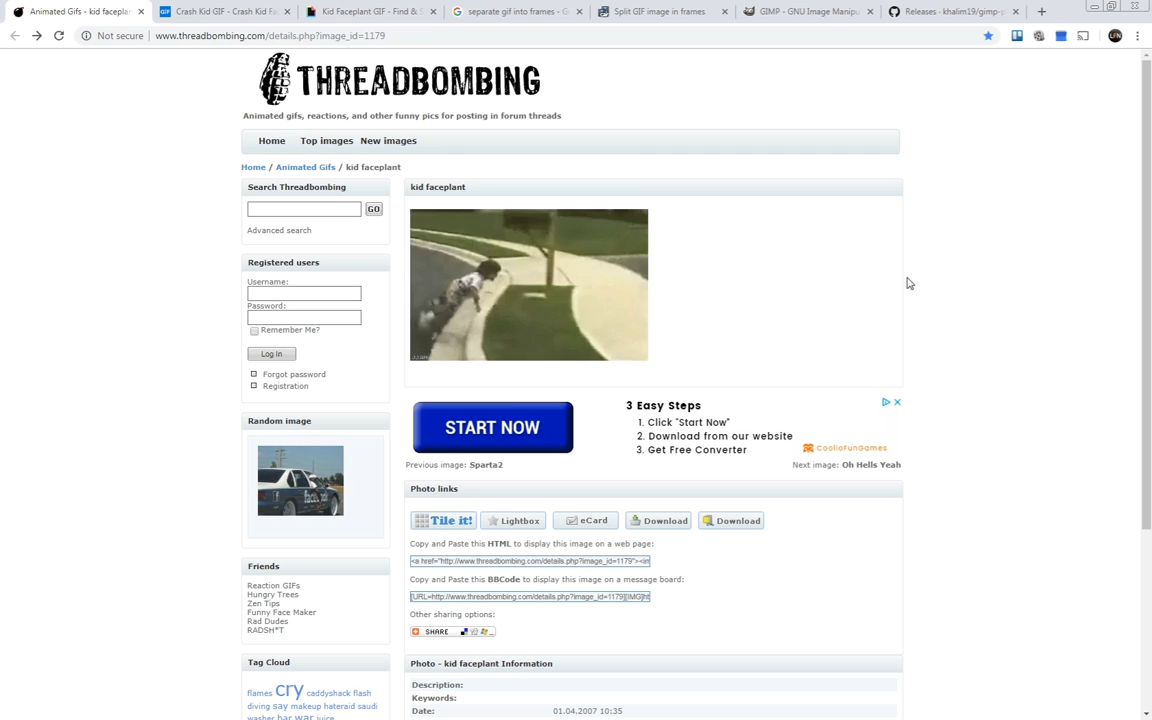 Animated Gifs - kid faceplan
Crash Kid GIF - Crash Kid Fa
Kid Faceplant GIF - Find & S
separate gif into frames - G
Split GIF image in frames
GIMP - GNU Image Manipu
Releases - khalim19/gimp-p
Not secure
www.threadbombing.com/details.php?image_id=1179
LFN
THREADBOMBING
Animated gifs, reactions, and other funny pics for posting in forum threads
Home Top images New images
Home / Animated Gifs / kid faceplant
Search Threadbombing
GO
Advanced search
Registered users
Username:
Password:
Remember Me?
Log In
Forgot password
Registration
Random image
Friends
Reaction GIFs
Hungry Trees
Zen Tips
Funny Face Maker
Rad Dudes
RADSH*T
Tag Cloud
flames cry caddyshack flash
diving say makeup hateraid saudi
washer bar war juice
kid faceplant
START NOW
3 Easy Steps
1. Click "Start Now"
2. Download from our website
3. Get Free Converter
CoolioFunGames
Previous image: Sparta2
Next image: Oh Hells Yeah
Photo links
Tile it!
Lightbox
eCard
Download
Download
Copy and Paste this HTML to display this image on a web page:
<a href="http://www.threadbombing.com/details.php?image_id=1179"><im
Copy and Paste this BBCode to display this image on a message board:
[URL=http://www.threadbombing.com/details.php?image_id=1179][IMG]ht
Other sharing options:
SHARE
Photo - kid faceplant Information
Description:
Keywords:
Date: 01.04.2007 10:35